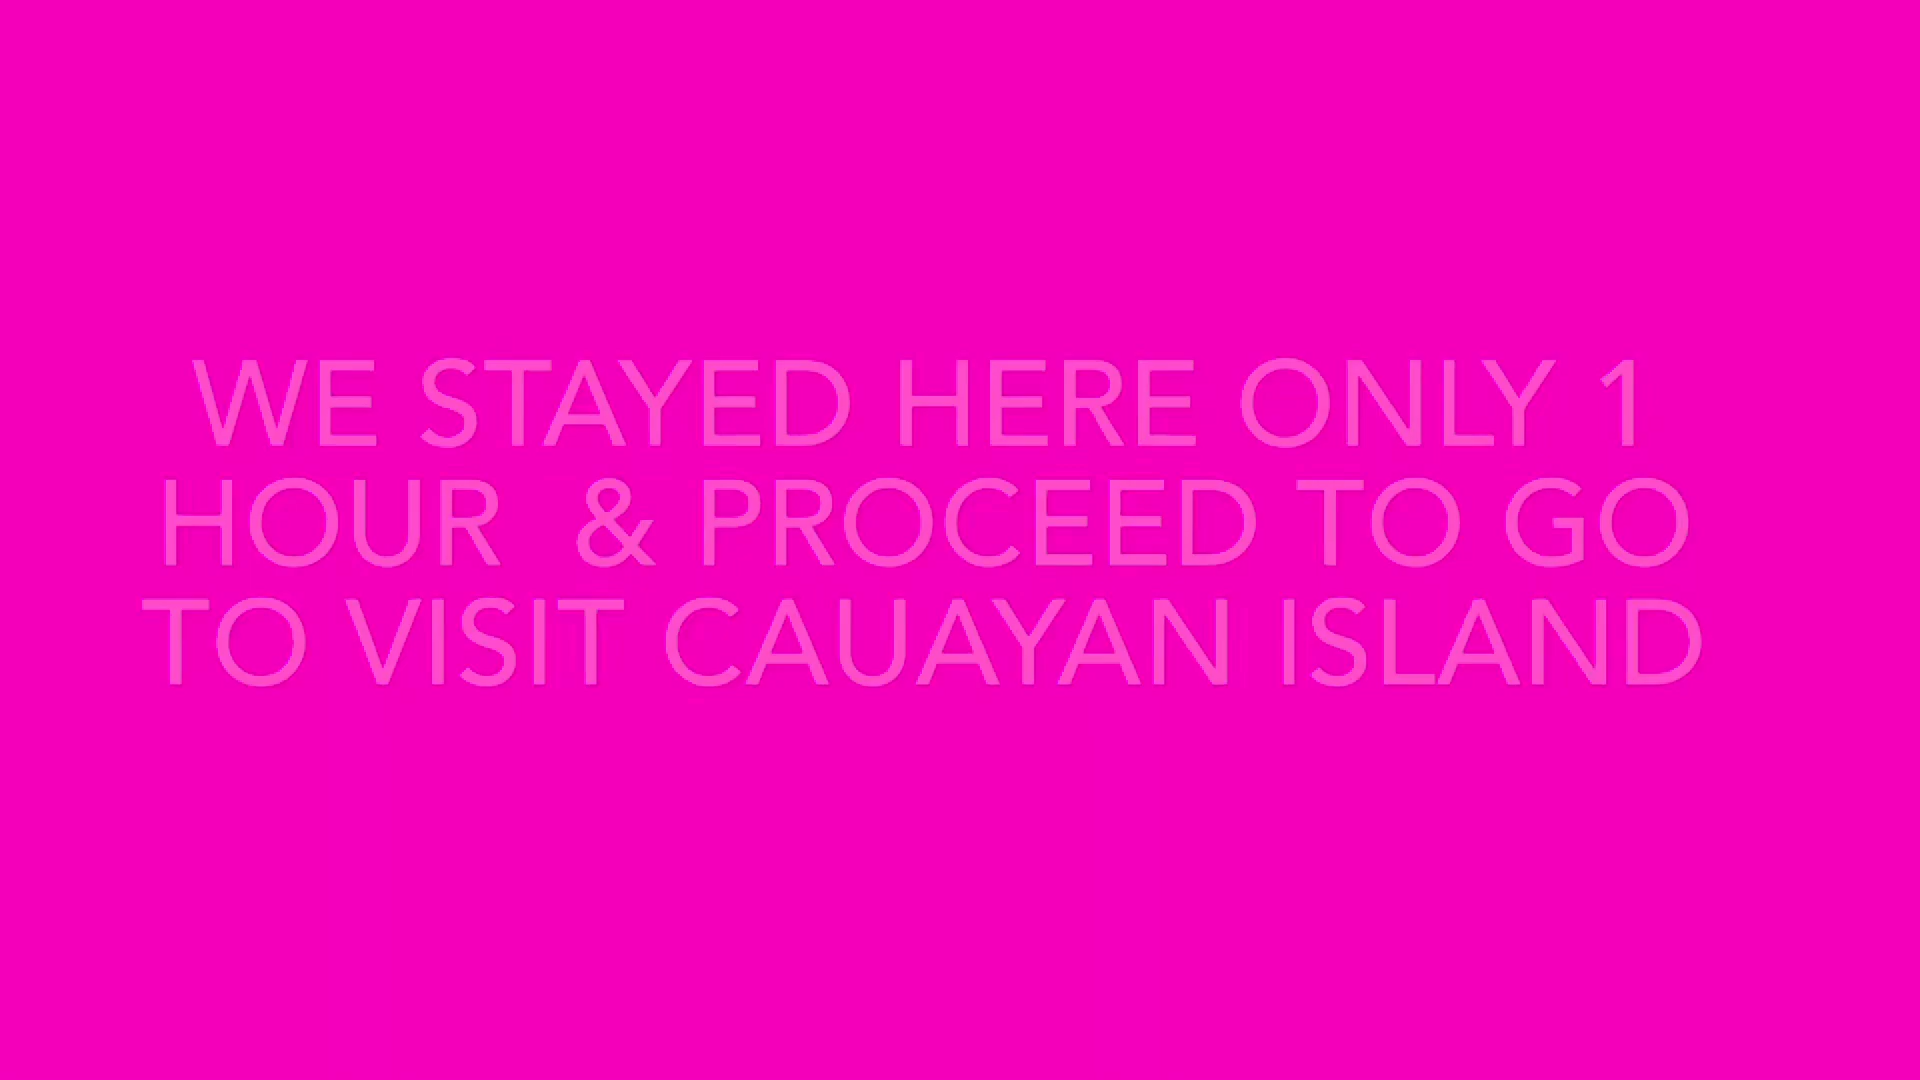 WE STAYED HERE ONLY 1
HOUR  & PROCEED TO GO
TO VISIT CAUAYAN ISLAND